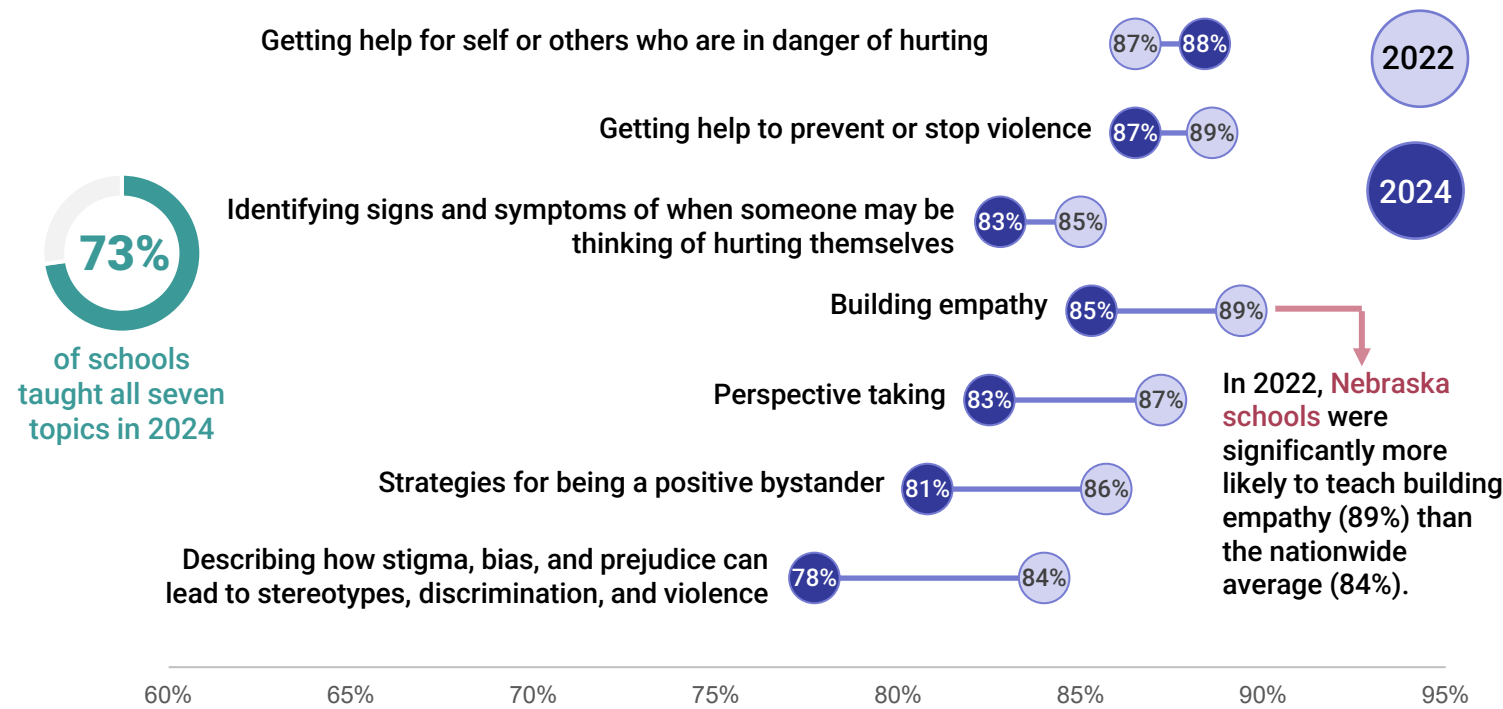 Getting help for self or others who are in danger of hurting
87%
88%
2022
Getting help to prevent or stop violence
87%
89%
2024
Identifying signs and symptoms of when someone may be
thinking of hurting themselves
83%
85%
73%
of schools
taught all seven
topics in 2024
Building empathy
85%
89%
Perspective taking
83%
87%
In 2022, Nebraska
schools were
significantly more
likely to teach building
empathy (89%) than
the nationwide
average (84%).
Strategies for being a positive bystander
81%
86%
Describing how stigma, bias, and prejudice can
lead to stereotypes, discrimination, and violence
78%
84%
60%
65%
70%
75%
80%
85%
90%
95%